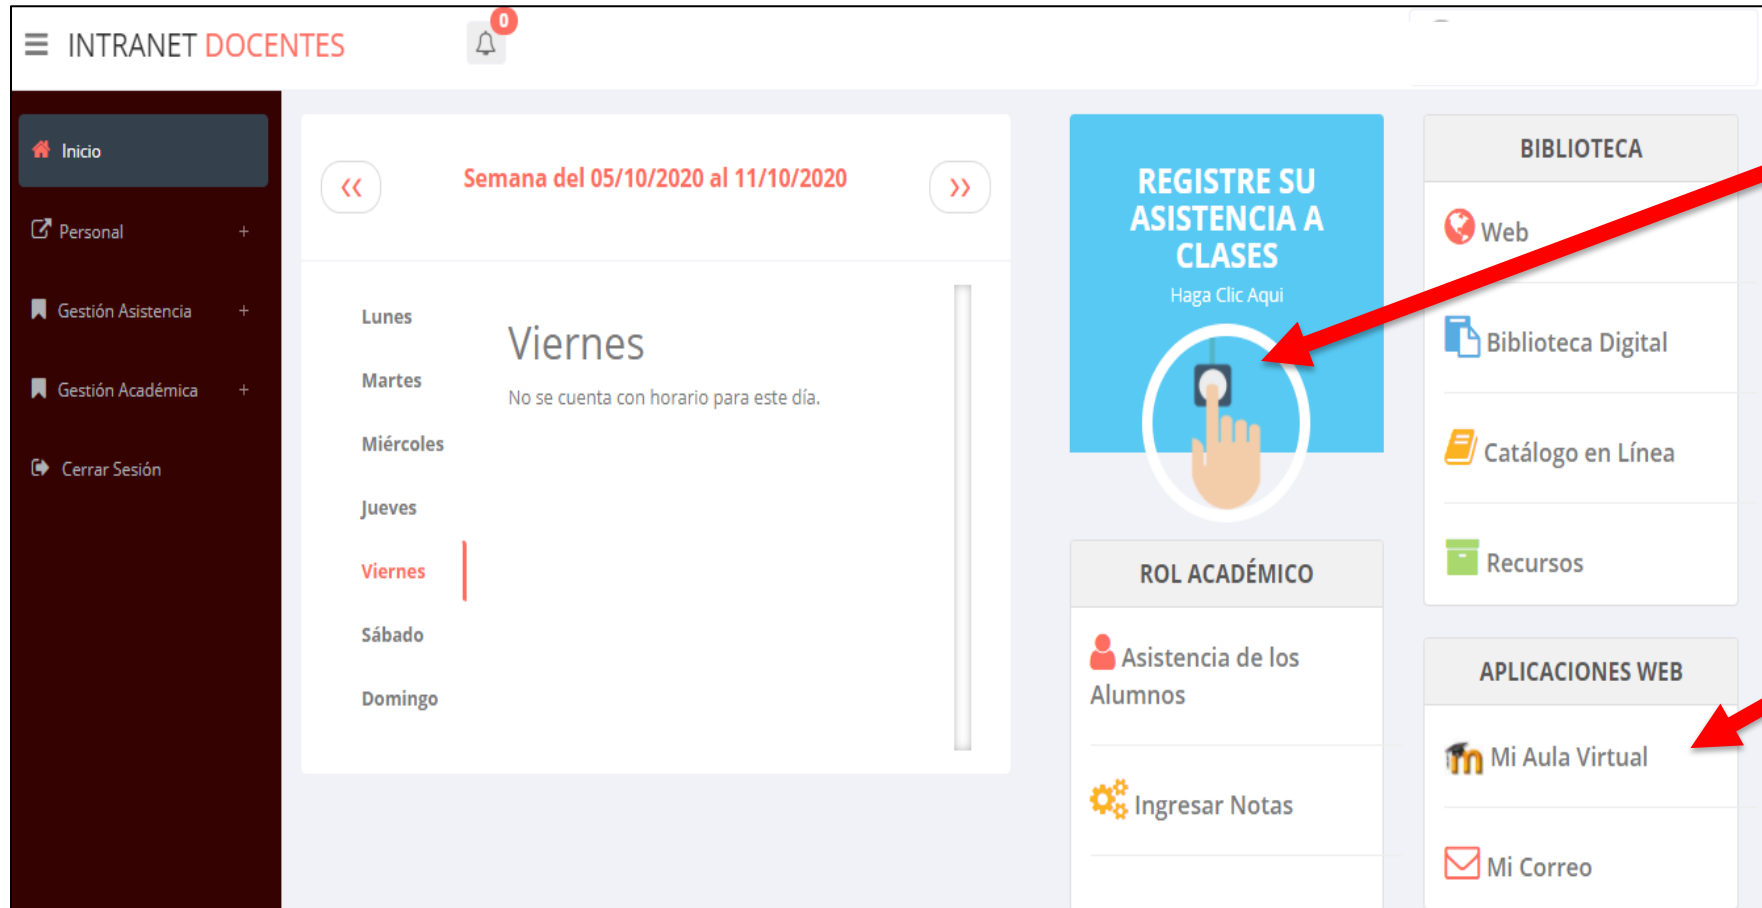 INTRANET DOCENTES
0
Inicio
Personal +
Gestión Asistencia +
Gestión Académica +
Cerrar Sesión
Semana del 05/10/2020 al 11/10/2020
Lunes
Martes
Miércoles
Jueves
Viernes
Sábado
Domingo
Viernes
No se cuenta con horario para este día.
REGISTRE SU
ASISTENCIA A
CLASES
Haga Clic Aqui
ROL ACADÉMICO
Asistencia de los
Alumnos
Ingresar Notas
BIBLIOTECA
Web
Biblioteca Digital
Catálogo en Línea
Recursos
APLICACIONES WEB
Mi Aula Virtual
Mi Correo